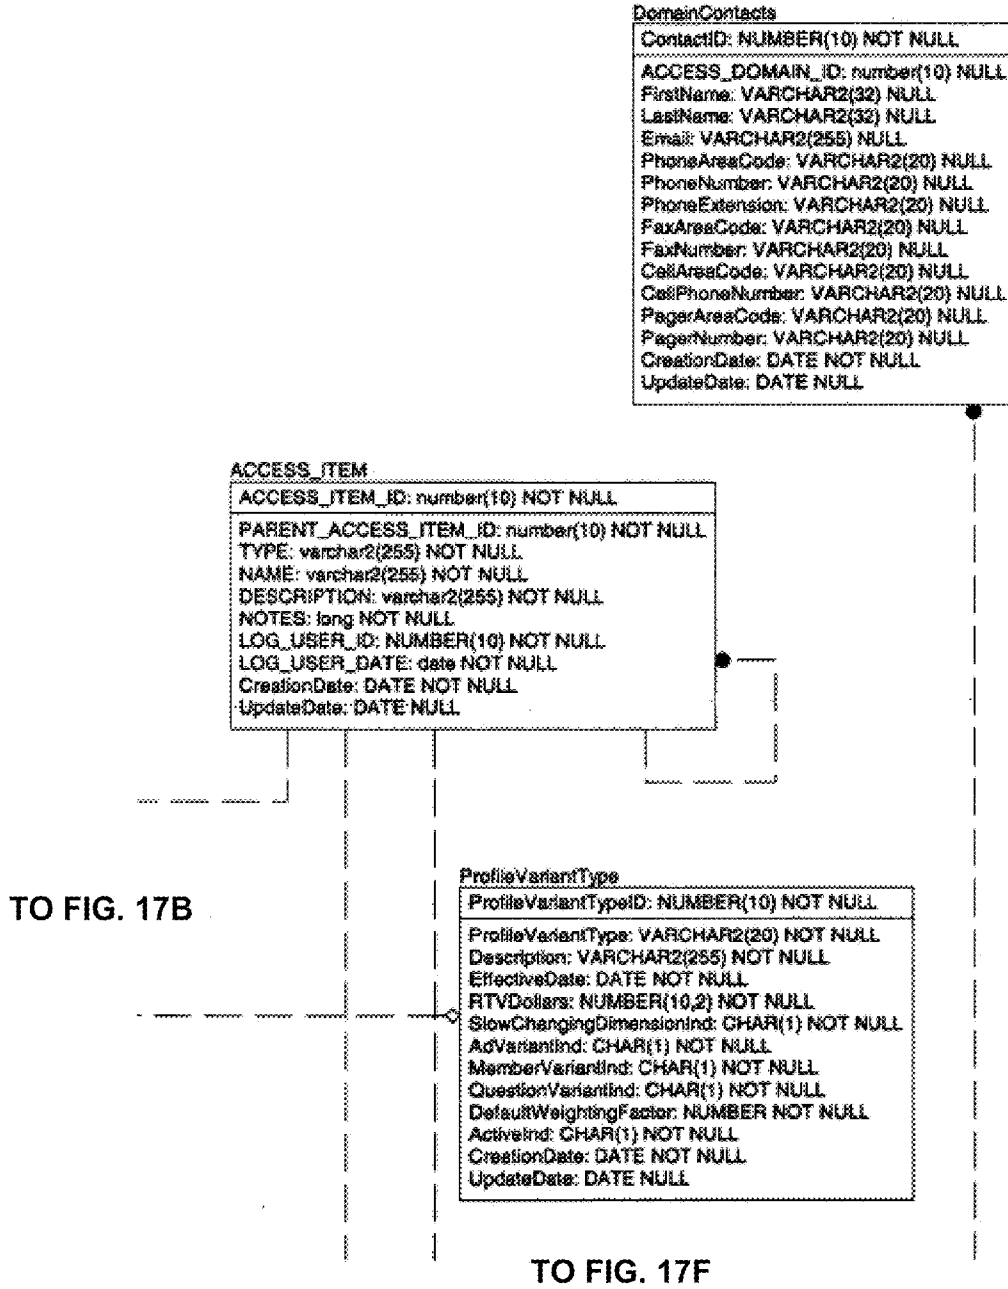 DomainContacts
ContactID: NUMBER(10) NOT NULL
ACCESS_DOMAIN_ID: number(10) NULL
FirstName: VARCHAR2(32) NULL
LastName: VARCHAR2(32) NULL
Email: VARCHAR2(255) NULL
PhoneAreaCode: VARCHAR2(20) NULL
PhoneNumber: VARCHAR2(20) NULL
PhoneExtension: VARCHAR2(20) NULL
FaxAreaCode: VARCHAR2(20) NULL
FaxNumber: VARCHAR2(20) NULL
CellAreaCode: VARCHAR2(20) NULL
CellPhoneNumber: VARCHAR2(20) NULL
PagerAreaCode: VARCHAR2(20) NULL
PagerNumber: VARCHAR2(20) NULL
CreationDate: DATE NOT NULL
UpdateDate: DATE NULL
ACCESS_ITEM
ACCESS_ITEM_ID: number(10) NOT NULL
PARENT_ACCESS_ITEM_ID: number(10) NOT NULL
TYPE: varchar2(255) NOT NULL
NAME: varchar2(255) NOT NULL
DESCRIPTION: varchar2(255) NOT NULL
NOTES: long NOT NULL
LOG_USER_ID: NUMBER(10) NOT NULL
LOG_USER_DATE: date NOT NULL
CreationDate: DATE NOT NULL
UpdateDate: DATE NULL
TO FIG. 17B
ProfileVariantType
ProfileVariantTypeID: NUMBER(10) NOT NULL
ProfileVariantType: VARCHAR2(20) NOT NULL
Description: VARCHAR2(255) NOT NULL
EffectiveDate: DATE NOT NULL
RTVDollars: NUMBER(10,2) NOT NULL
SlowChangingDimensionInd: CHAR(1) NOT NULL
AdVariantInd: CHAR(1) NOT NULL
MemberVariantInd: CHAR(1) NOT NULL
QuestionVariantInd: CHAR(1) NOT NULL
DefaultWeightingFactor: NUMBER NOT NULL
ActiveInd: CHAR(1) NOT NULL
CreationDate: DATE NOT NULL
UpdateDate: DATE NULL
TO FIG. 17F